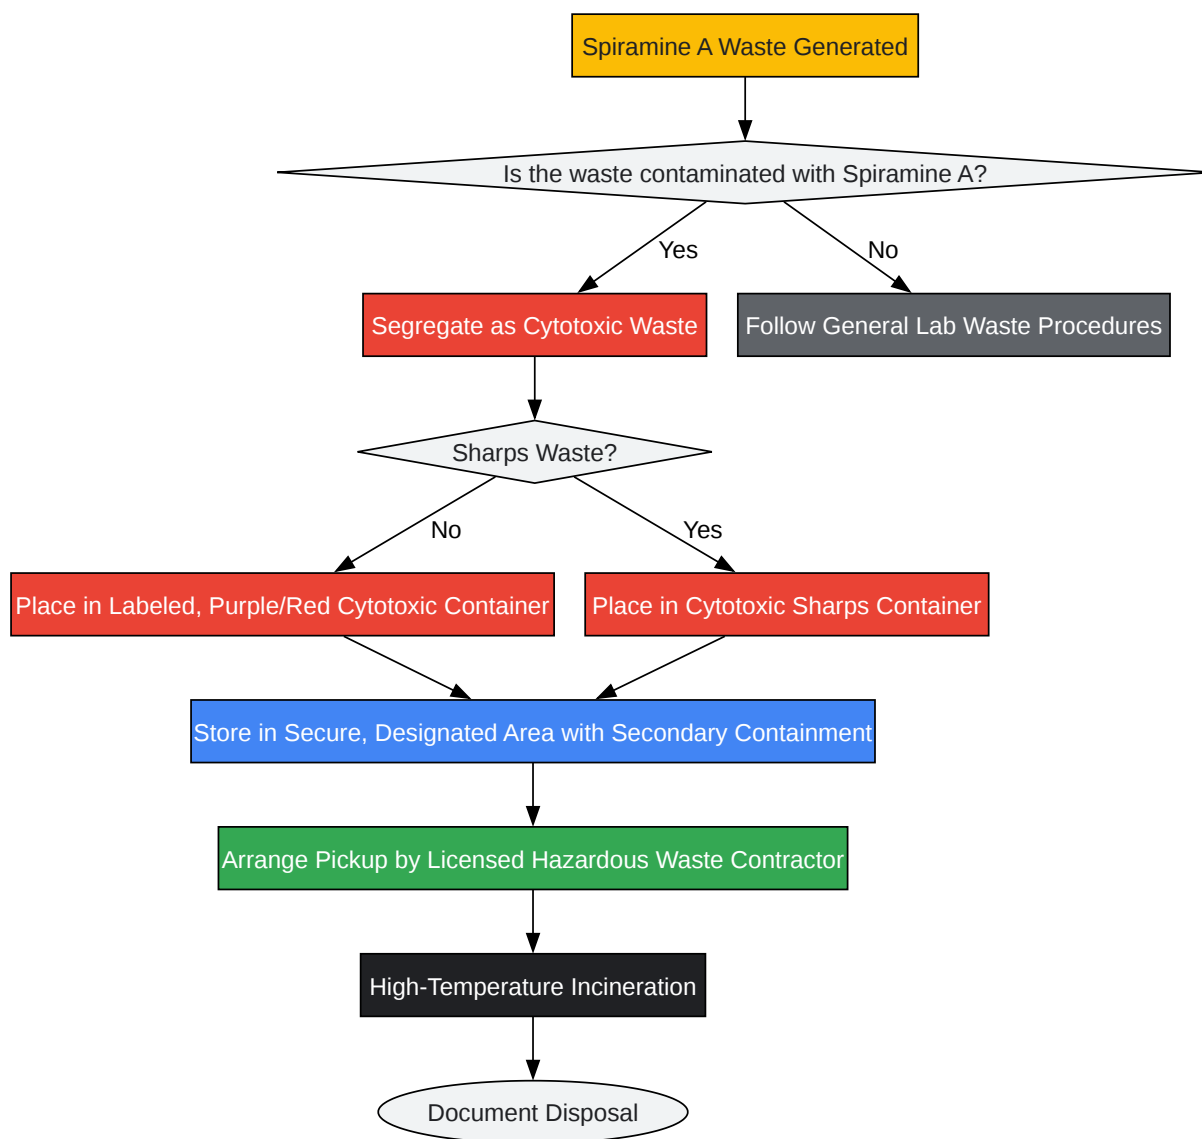 Spiramine A Waste Generated
Is the waste contaminated with Spiramine A?
Yes
No
Segregate as Cytotoxic Waste
Follow General Lab Waste Procedures
Sharps Waste?
No
Yes
Place in Labeled, Purple/Red Cytotoxic Container
Place in Cytotoxic Sharps Container
Store in Secure, Designated Area with Secondary Containment
Arrange Pickup by Licensed Hazardous Waste Contractor
High-Temperature Incineration
Document Disposal